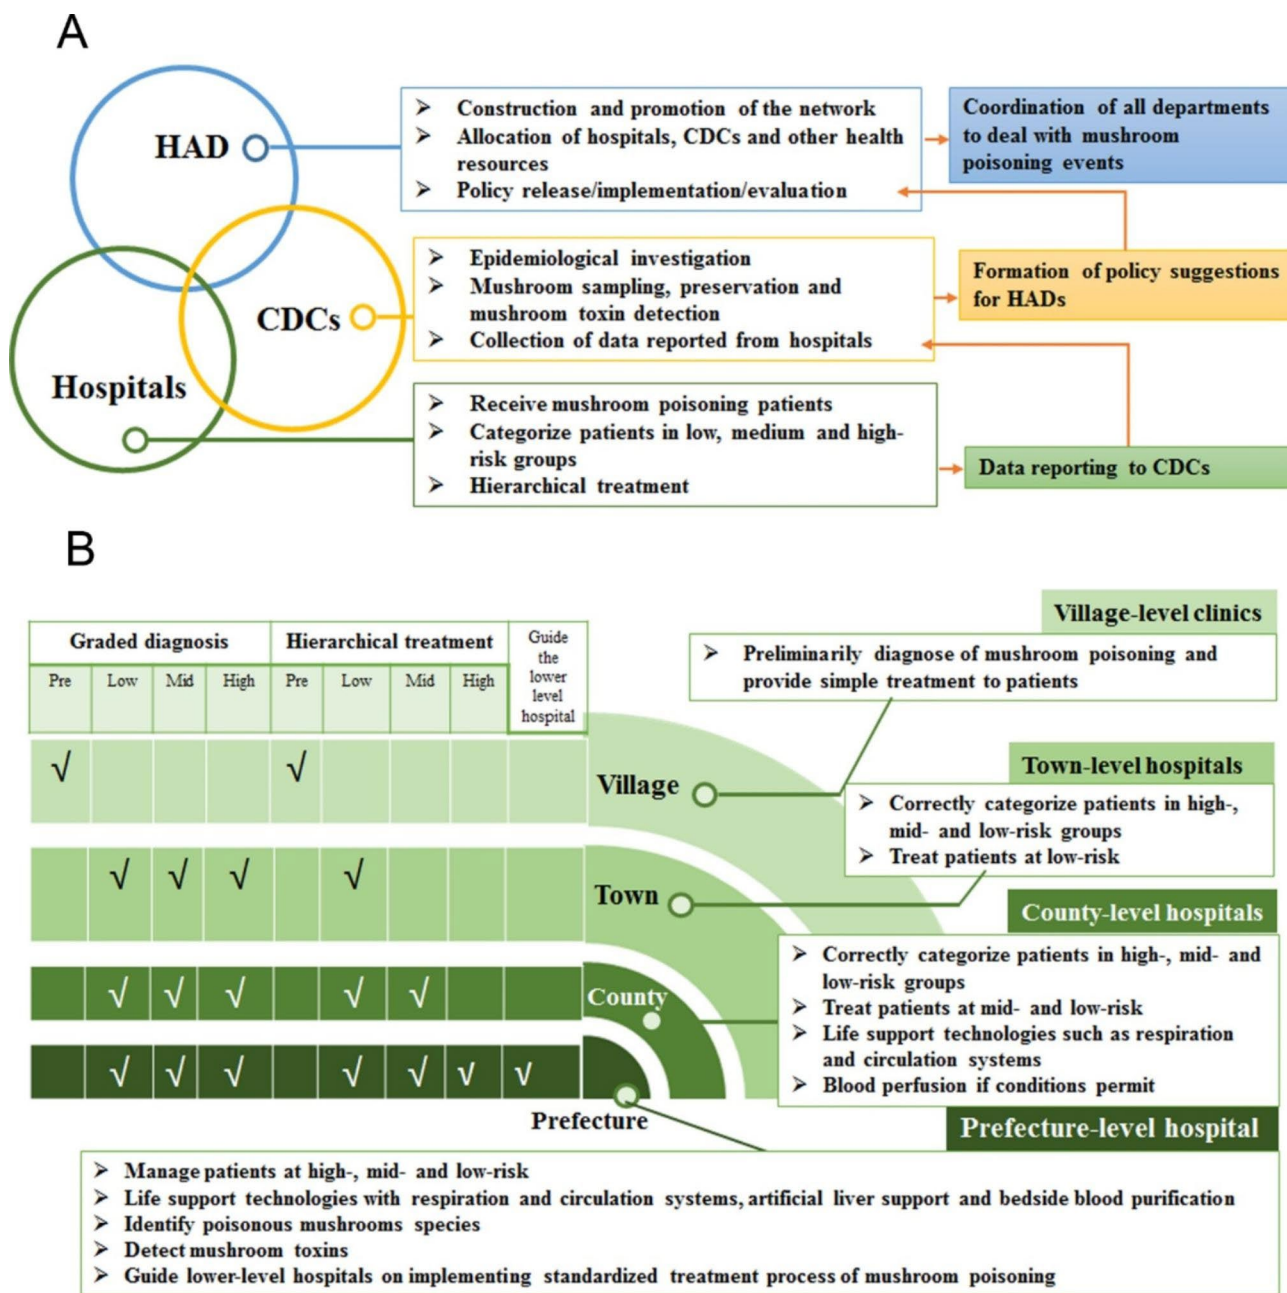 A
HAD
CDCs
Hospitals
➢ Construction and promotion of the network
➢ Allocation of hospitals, CDCs and other health
resources
➢ Policy release/implementation/evaluation
Coordination of all departments
to deal with mushroom
poisoning events
➢ Epidemiological investigation
➢ Mushroom sampling, preservation and
mushroom toxin detection
➢ Collection of data reported from hospitals
Formation of policy suggestions
for HADs
➢ Receive mushroom poisoning patients
➢ Categorize patients in low, medium and high-
risk groups
➢ Hierarchical treatment
Data reporting to CDCs
B
Graded diagnosis
Hierarchical treatment
Guide
the
lower
level
hospital
Pre Low Mid High Pre Low Mid High
√ √
Village
√ √ √ √
Town
√ √ √ √ √
County
√ √ √ √ √ √ √
Prefecture
Village-level clinics
➢ Preliminarily diagnose of mushroom poisoning and
provide simple treatment to patients
Town-level hospitals
➢ Correctly categorize patients in high-,
mid- and low-risk groups
➢ Treat patients at low-risk
County-level hospitals
➢ Correctly categorize patients in high-, mid- and
low-risk groups
➢ Treat patients at mid- and low-risk
➢ Life support technologies such as respiration
and circulation systems
➢ Blood perfusion if conditions permit
Prefecture-level hospital
➢ Manage patients at high-, mid- and low-risk
➢ Life support technologies with respiration and circulation systems, artificial liver support and bedside blood purification
➢ Identify poisonous mushrooms species
➢ Detect mushroom toxins
➢ Guide lower-level hospitals on implementing standardized treatment process of mushroom poisoning